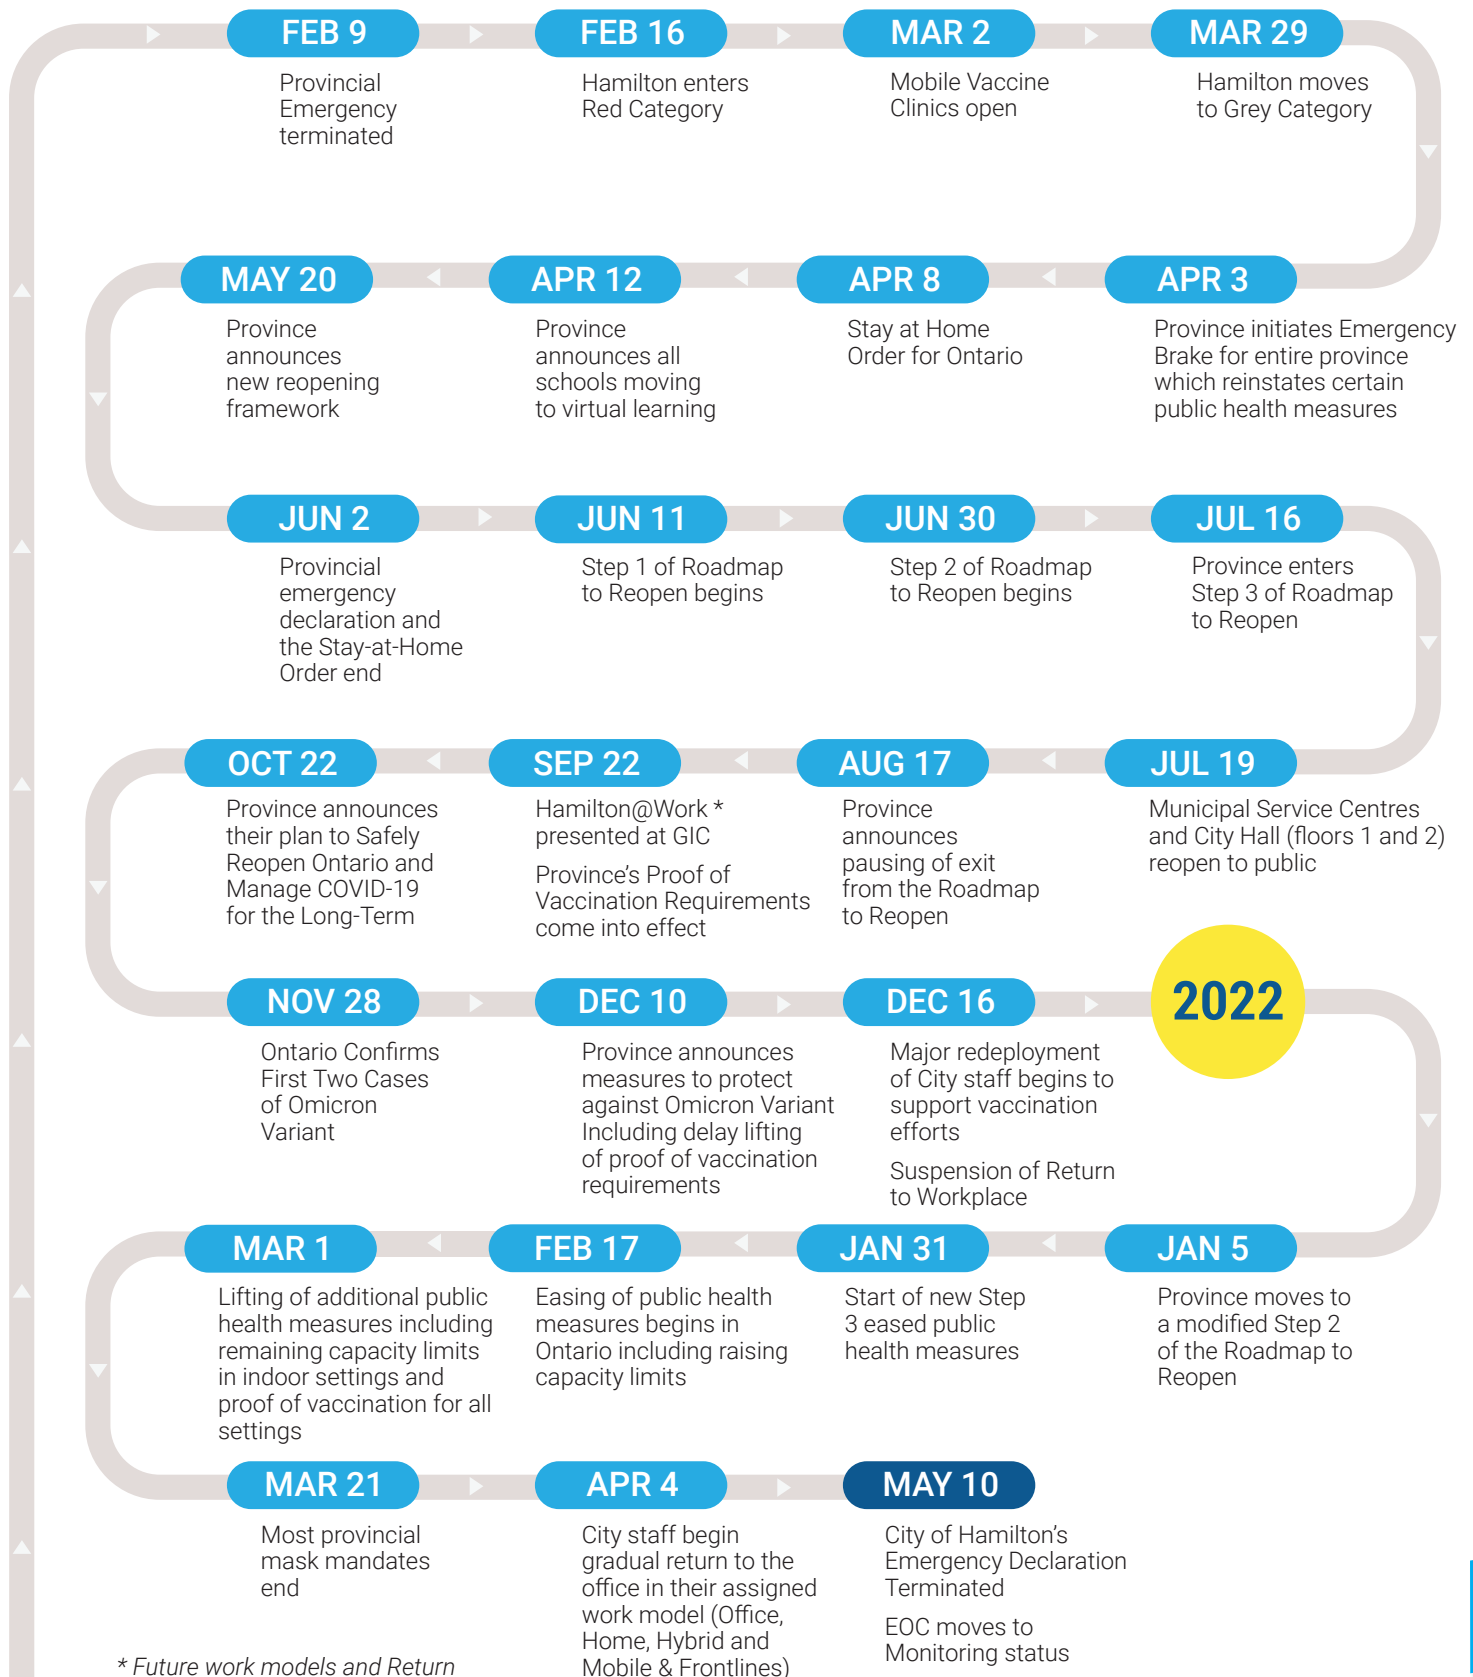 FEB 9
Provincial
Emergency
terminated
FEB 16
Hamilton enters
Red Category
MAR 2
Mobile Vaccine
Clinics open
MAR 29
Hamilton moves
to Grey Category
APR 3
Province initiates Emergency
Brake for entire province
which reinstates certain
public health measures
APR 8
Stay at Home
Order for Ontario
APR 12
Province
announces all
schools moving
to virtual learning
MAY 20
Province
announces
new reopening
framework
JUN 2
Provincial
emergency
declaration and
the Stay-at-Home
Order end
JUN 11
Step 1 of Roadmap
to Reopen begins
JUN 30
Step 2 of Roadmap
to Reopen begins
JUL 16
Province enters
Step 3 of Roadmap
to Reopen
JUL 19
Municipal Service Centres
and City Hall (floors 1 and 2)
reopen to public
AUG 17
Province
announces
pausing of exit
from the Roadmap
to Reopen
SEP 22
Hamilton@Work *
presented at GIC
Province's Proof of
Vaccination Requirements
come into effect
OCT 22
Province announces
their plan to Safely
Reopen Ontario and
Manage COVID-19
for the Long-Term
NOV 28
Ontario Confirms
First Two Cases
of Omicron
Variant
DEC 10
Province announces
measures to protect
against Omicron Variant
Including delay lifting
of proof of vaccination
requirements
DEC 16
Major redeployment
of City staff begins to
support vaccination
efforts
Suspension of Return
to Workplace
2022
JAN 5
Province moves to
a modified Step 2
of the Roadmap to
Reopen
JAN 31
Start of new Step
3 eased public
health measures
FEB 17
Easing of public health
measures begins in
Ontario including raising
capacity limits
MAR 1
Lifting of additional public
health measures including
remaining capacity limits
in indoor settings and
proof of vaccination for all
settings
MAR 21
Most provincial
mask mandates
end
APR 4
City staff begin
gradual return to the
office in their assigned
work model (Office,
Home, Hybrid and
Mobile & Frontlines)
MAY 10
City of Hamilton's
Emergency Declaration
Terminated
EOC moves to
Monitoring status
* Future work models and Return